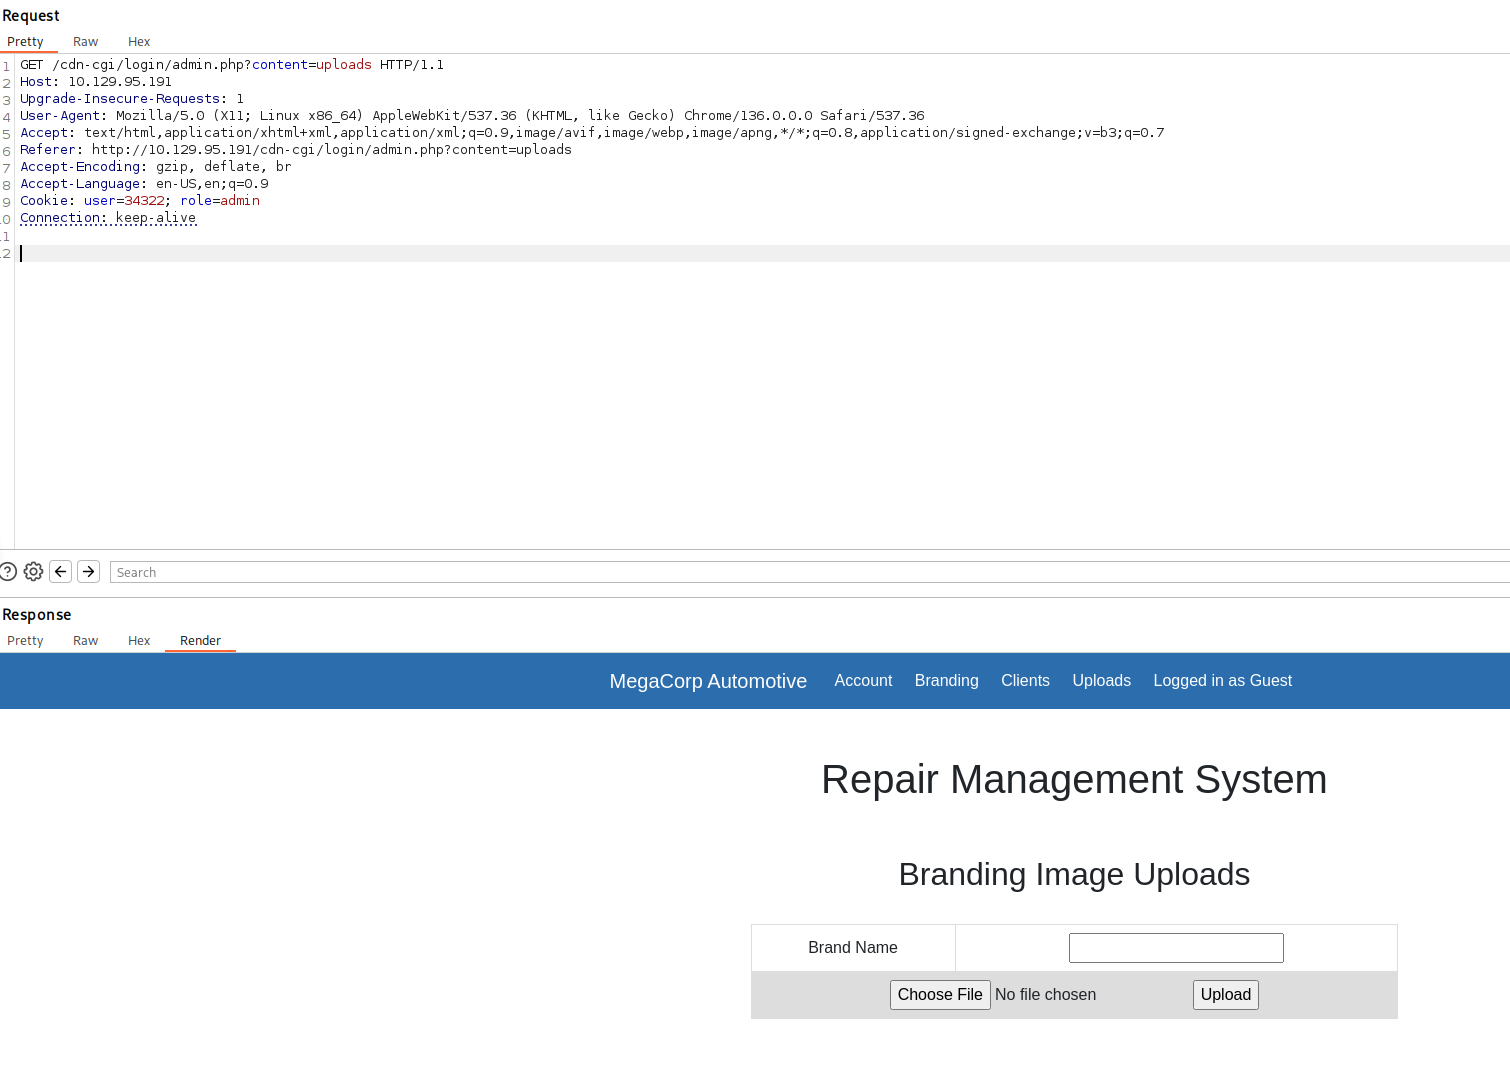 Request
Pretty Raw Hex
1 GET /cdn-cgi/login/admin.php?content=uploads HTTP/1.1
2 Host: 10.129.95.191
3 Upgrade-Insecure-Requests: 1
4 User-Agent: Mozilla/5.0 (X11; Linux x86_64) AppleWebKit/537.36 (KHTML, like Gecko) Chrome/136.0.0.0 Safari/537.36
5 Accept: text/html,application/xhtml+xml,application/xml;q=0.9,image/avif,image/webp,image/apng,*/*;q=0.8,application/signed-exchange;v=b3;q=0.7
6 Referer: http://10.129.95.191/cdn-cgi/login/admin.php?content=uploads
7 Accept-Encoding: gzip, deflate, br
8 Accept-Language: en-US,en;q=0.9
9 Cookie: user=34322; role=admin
0 Connection: keep-alive
1
2
Search
Response
Pretty Raw Hex Render
MegaCorp Automotive Account Branding Clients Uploads Logged in as Guest
Repair Management System
Branding Image Uploads
Brand Name
Choose File No file chosen Upload